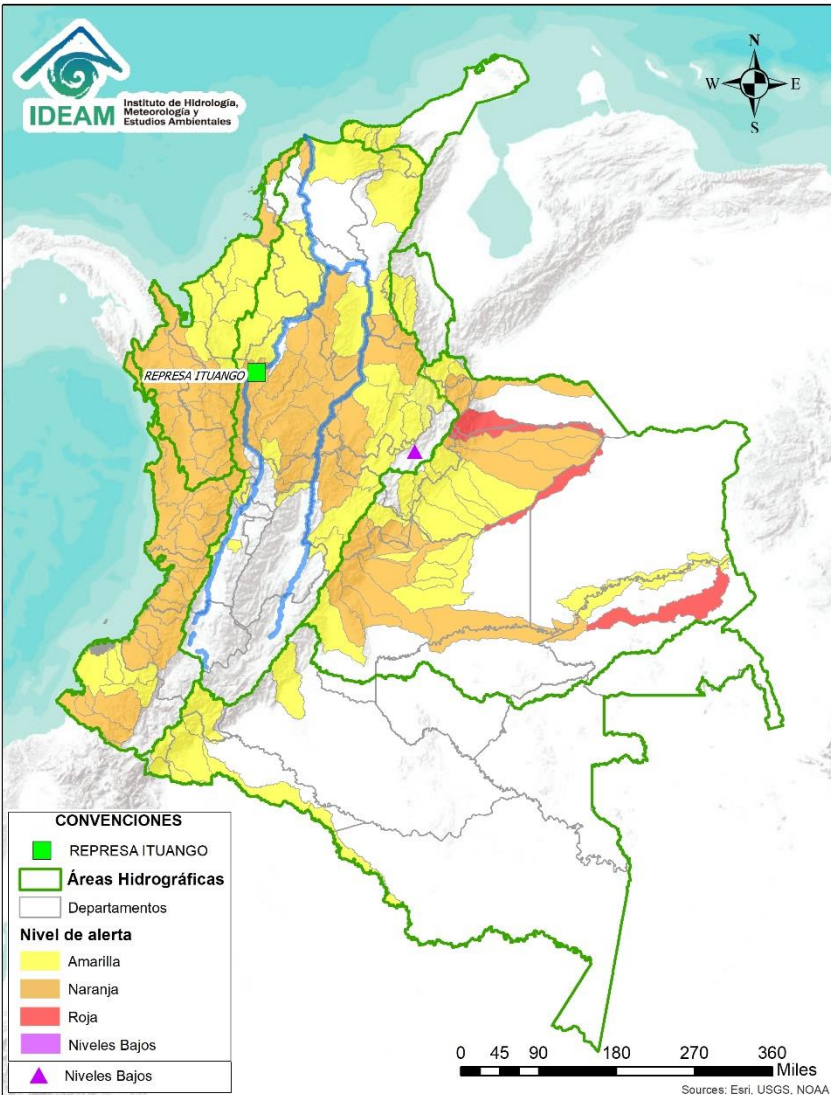 IDEAM
Instituto de Hidrología,
Meteorología y
Estudios Ambientales
N
W E
S
REPRESA ITUANGO
CONVENCIONES
REPRESA ITUANGO
Áreas Hidrográficas
Departamentos
Nivel de alerta
Amarilla
Naranja
Roja
Niveles Bajos
Niveles Bajos
0 45 90 180 270 360
Miles
Sources: Esri, USGS, NOAA